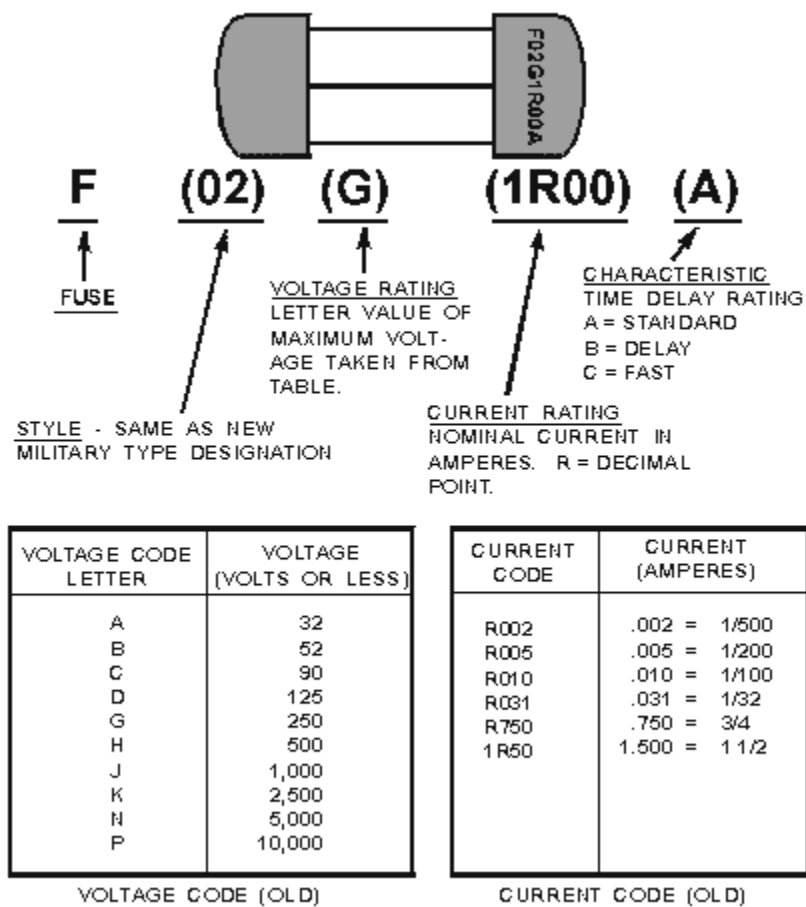 F02G1R00A
F (02) (G) (1R00) (A)
FUSE
VOLTAGE RATING
LETTER VALUE OF
MAXIMUM VOLT-
AGE TAKEN FROM
TABLE.
CHARACTERISTIC
TIME DELAY RATING
A = STANDARD
B = DELAY
C = FAST
STYLE - SAME AS NEW
MILITARY TYPE DESIGNATION
CURRENT RATING
NOMINAL CURRENT IN
AMPERES. R = DECIMAL
POINT.
VOLTAGE CODE
LETTER
VOLTAGE
(VOLTS OR LESS)
A 32
B 52
C 90
D 125
G 250
H 500
J 1,000
K 2,500
N 5,000
P 10,000
VOLTAGE CODE (OLD)
CURRENT
CODE
CURRENT
(AMPERES)
R002 .002 = 1/500
R005 .005 = 1/200
R010 .010 = 1/100
R031 .031 = 1/32
R750 .750 = 3/4
1R50 1.500 = 1 1/2
CURRENT CODE (OLD)